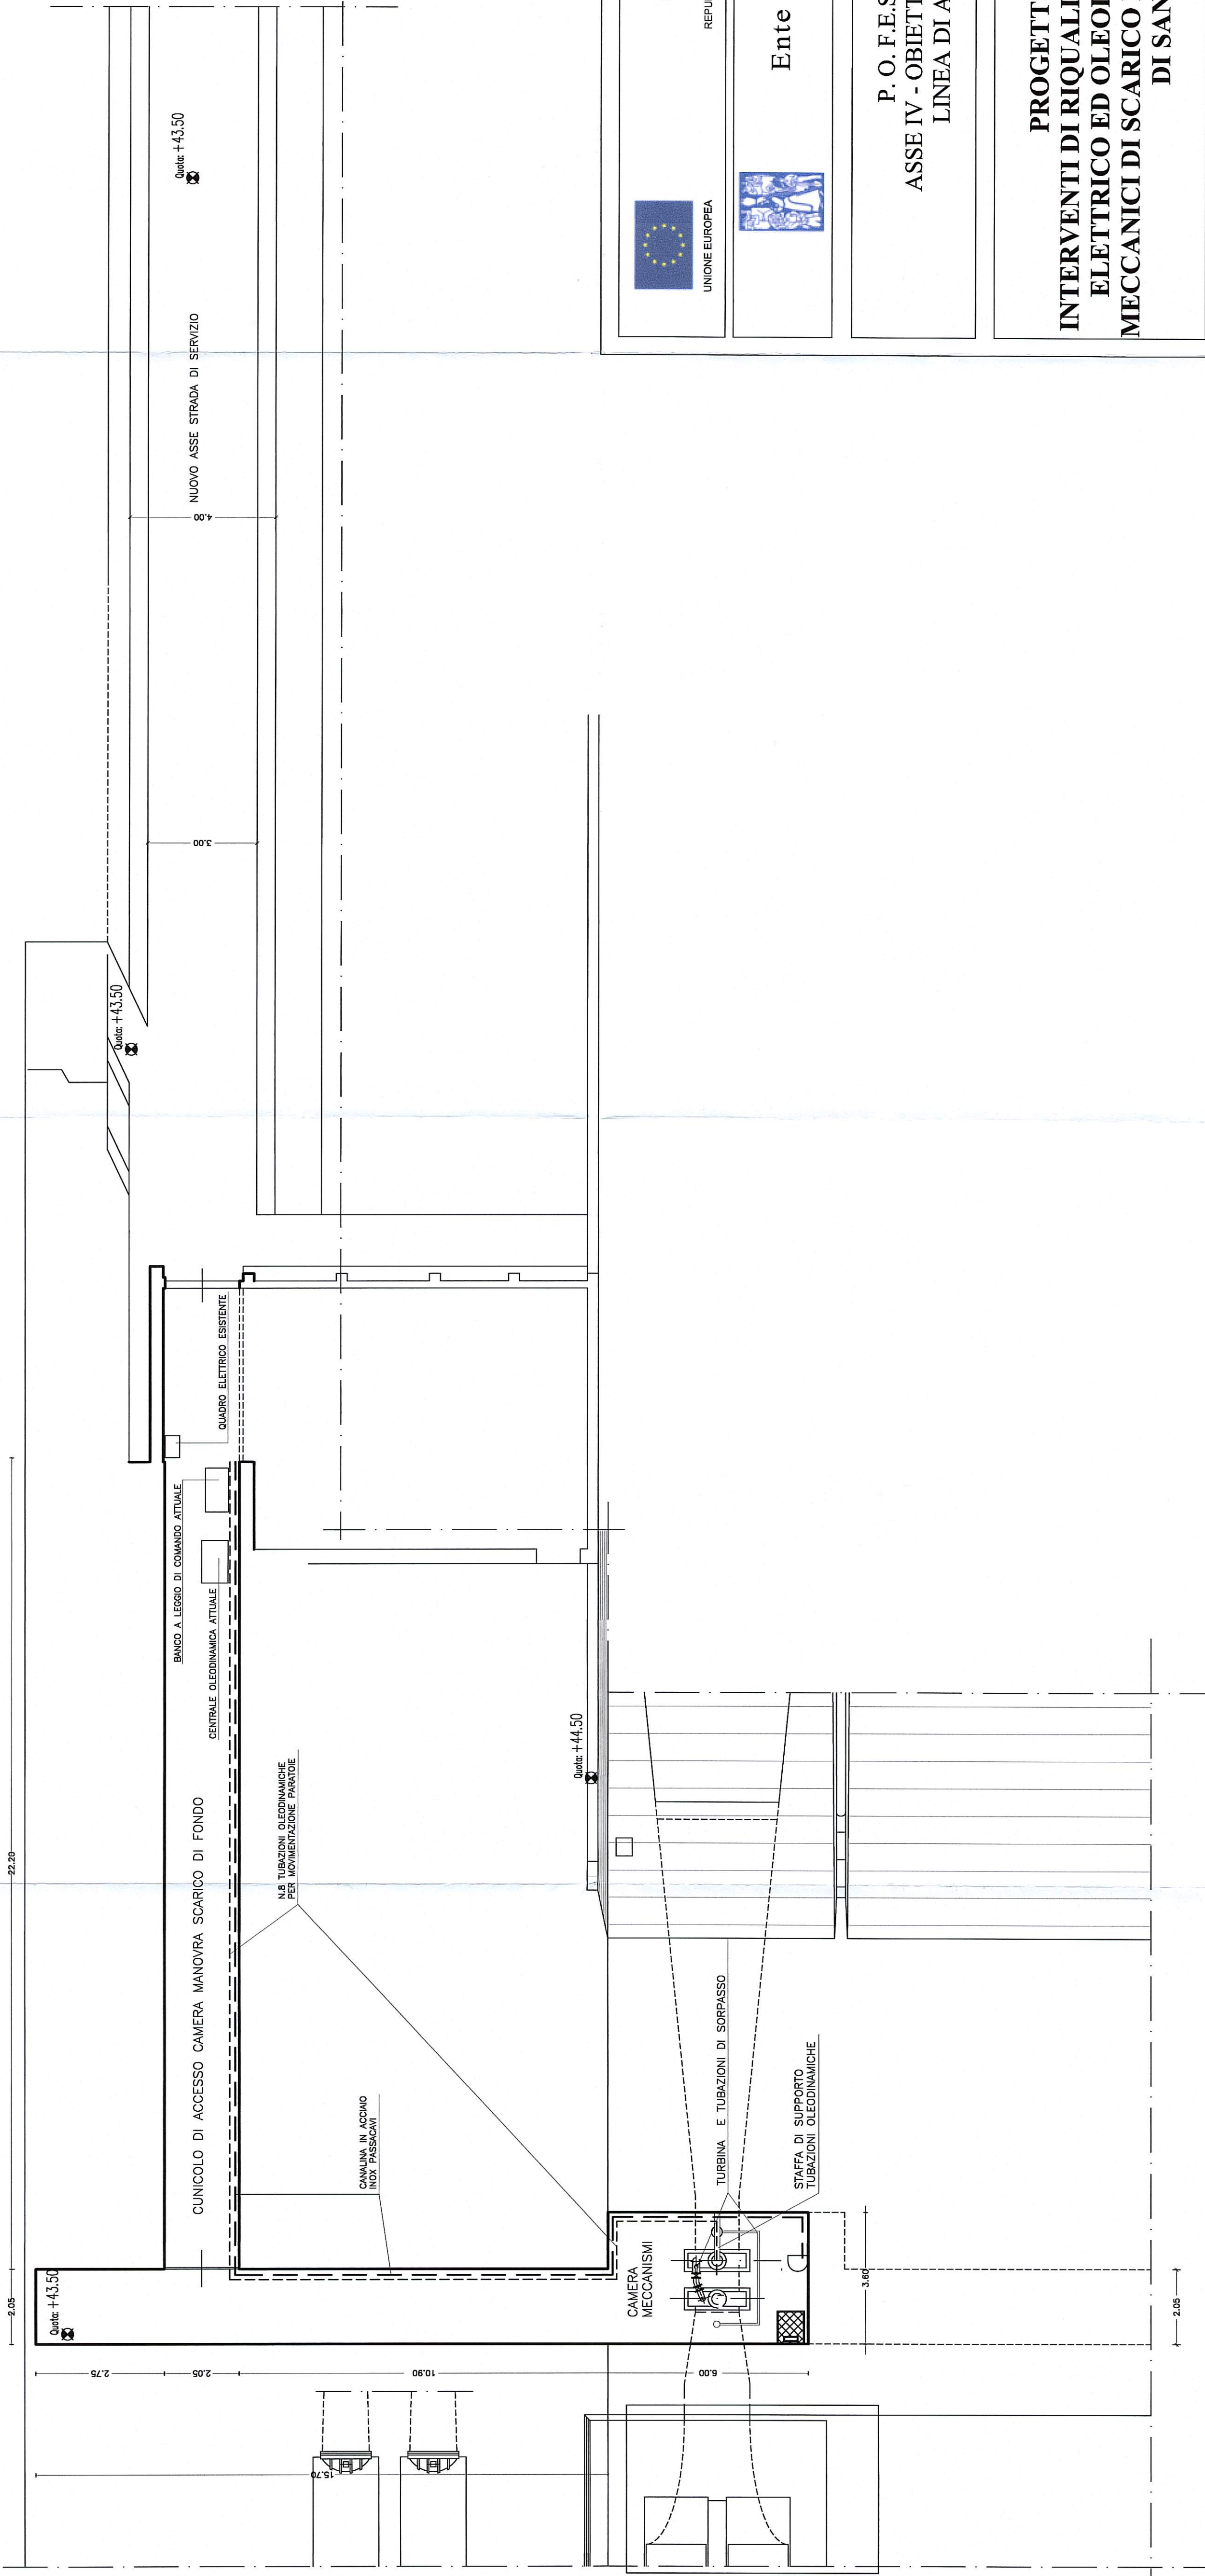 Quota: +43.50
NUOVO ASSE STRADA DI SERVIZIO
4.00
3.00
Quota: +43.50
QUADRO ELETTRICO ESISTENTE
BANCO A LEGGIO DI COMANDO ATTUALE
CENTRALE OLEODINAMICA ATTUALE
CUNICOLO DI ACCESSO CAMERA MANOVRA SCARICO DI FONDO
N.8 TUBAZIONI OLEODINAMICHE
PER MOVIMENTAZIONE PARATOIE
CANALINA IN ACCIAIO
INOX PASSACAVI
Quota: +44.50
TURBINA E TUBAZIONI DI SORPASSO
STAFFA DI SUPPORTO
TUBAZIONI OLEODINAMICHE
CAMERA
MECCANISMI
Quota: +43.50
22.20
2.05
2.75
2.05
10.90
6.00
15.70
3.60
2.05
UNIONE EUROPEA
REPU
Ente
P. O. F.E.S
ASSE IV - OBIETT
LINEA DI A
PROGETT
INTERVENTI DI RIQUALI
ELETTRICO ED OLEO
MECCANICI DI SCARICO
DI SAN